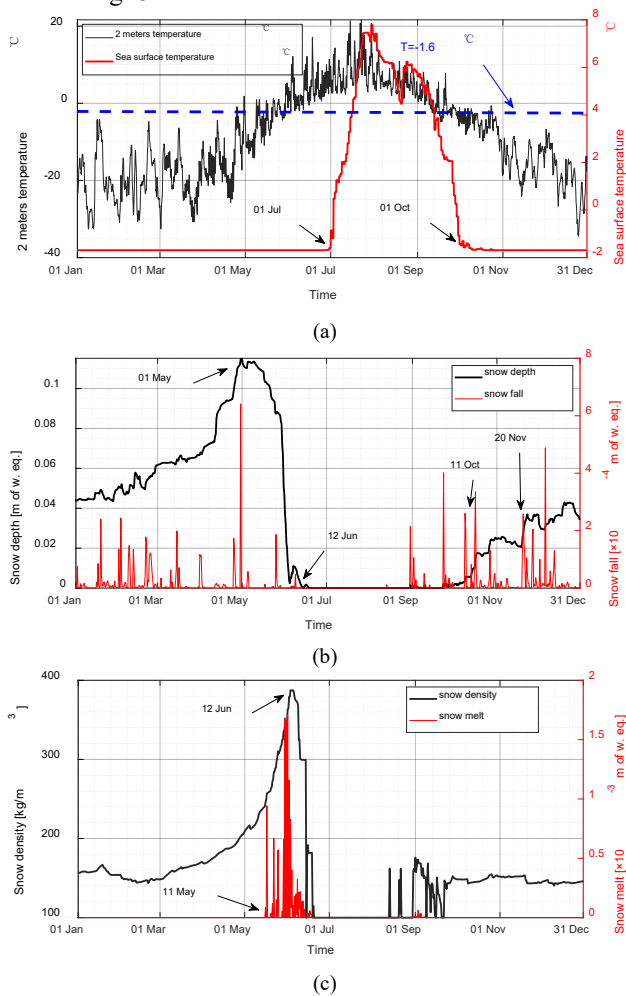 ℃
20
0
-20
-40
2 meters temperature
2 meters temperature
℃
Sea surface temperature
℃
T=-1.6
℃
8
6
4
2
0
-2
℃
Sea surface temperature
01 Jul
01 Oct
01 Jan 01 Mar 01 May 01 Jul 01 Sep 01 Nov 31 Dec
Time
(a)
Snow depth [m of w. eq.]
0.1
0.08
0.06
0.04
0.02
0
01 May
12 Jun
snow depth
snow fall
20 Nov
11 Oct
8
6
4
2
0
Snow fall [×10
-4
m of w. eq.]
01 Jan 01 Mar 01 May 01 Jul 01 Sep 01 Nov 31 Dec
Time
(b)
Snow density [kg/m
3
]
400
300
200
100
12 Jun
11 May
snow density
snow melt
2
1.5
1
0.5
0
Snow melt [×10
-3
m of w. eq.]
01 Jan 01 Mar 01 May 01 Jul 01 Sep 01 Nov 31 Dec
Time
(c)